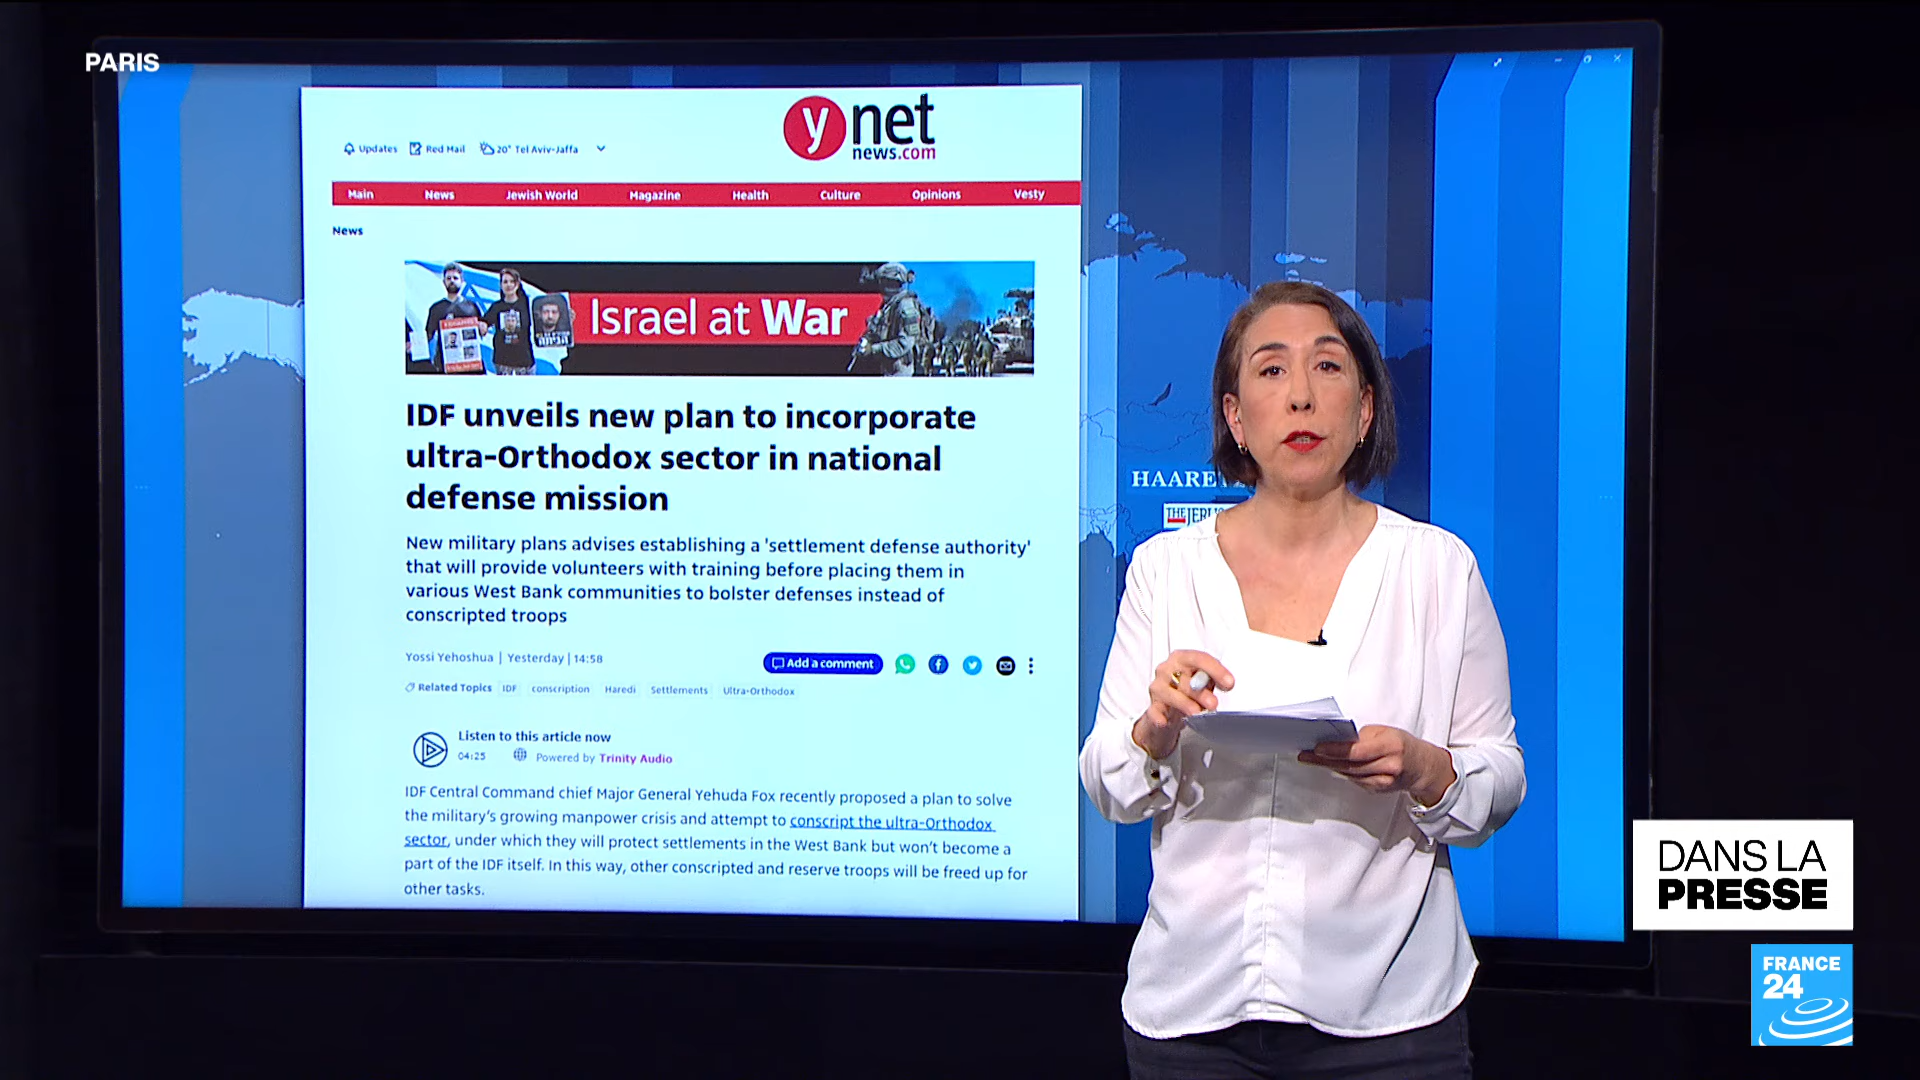 PARIS
y net
news.com
Updates Red Mail 20° Tel Aviv-Jaffa
Main News Jewish World Magazine Health Culture Opinions Vesty
News
Israel at War
IDF unveils new plan to incorporate
ultra-Orthodox sector in national
defense mission
New military plans advises establishing a 'settlement defense authority'
that will provide volunteers with training before placing them in
various West Bank communities to bolster defenses instead of
conscripted troops
Yossi Yehoshua | Yesterday | 14:58
Add a comment
Related Topics IDF conscription Haredi Settlements Ultra-Orthodox
Listen to this article now
04:25 Powered by Trinity Audio
IDF Central Command chief Major General Yehuda Fox recently proposed a plan to solve
the military's growing manpower crisis and attempt to conscript the ultra-Orthodox
sector, under which they will protect settlements in the West Bank but won't become a
part of the IDF itself. In this way, other conscripted and reserve troops will be freed up for
other tasks.
HAARE
THE JERUS
DANS LA
PRESSE
FRANCE
24